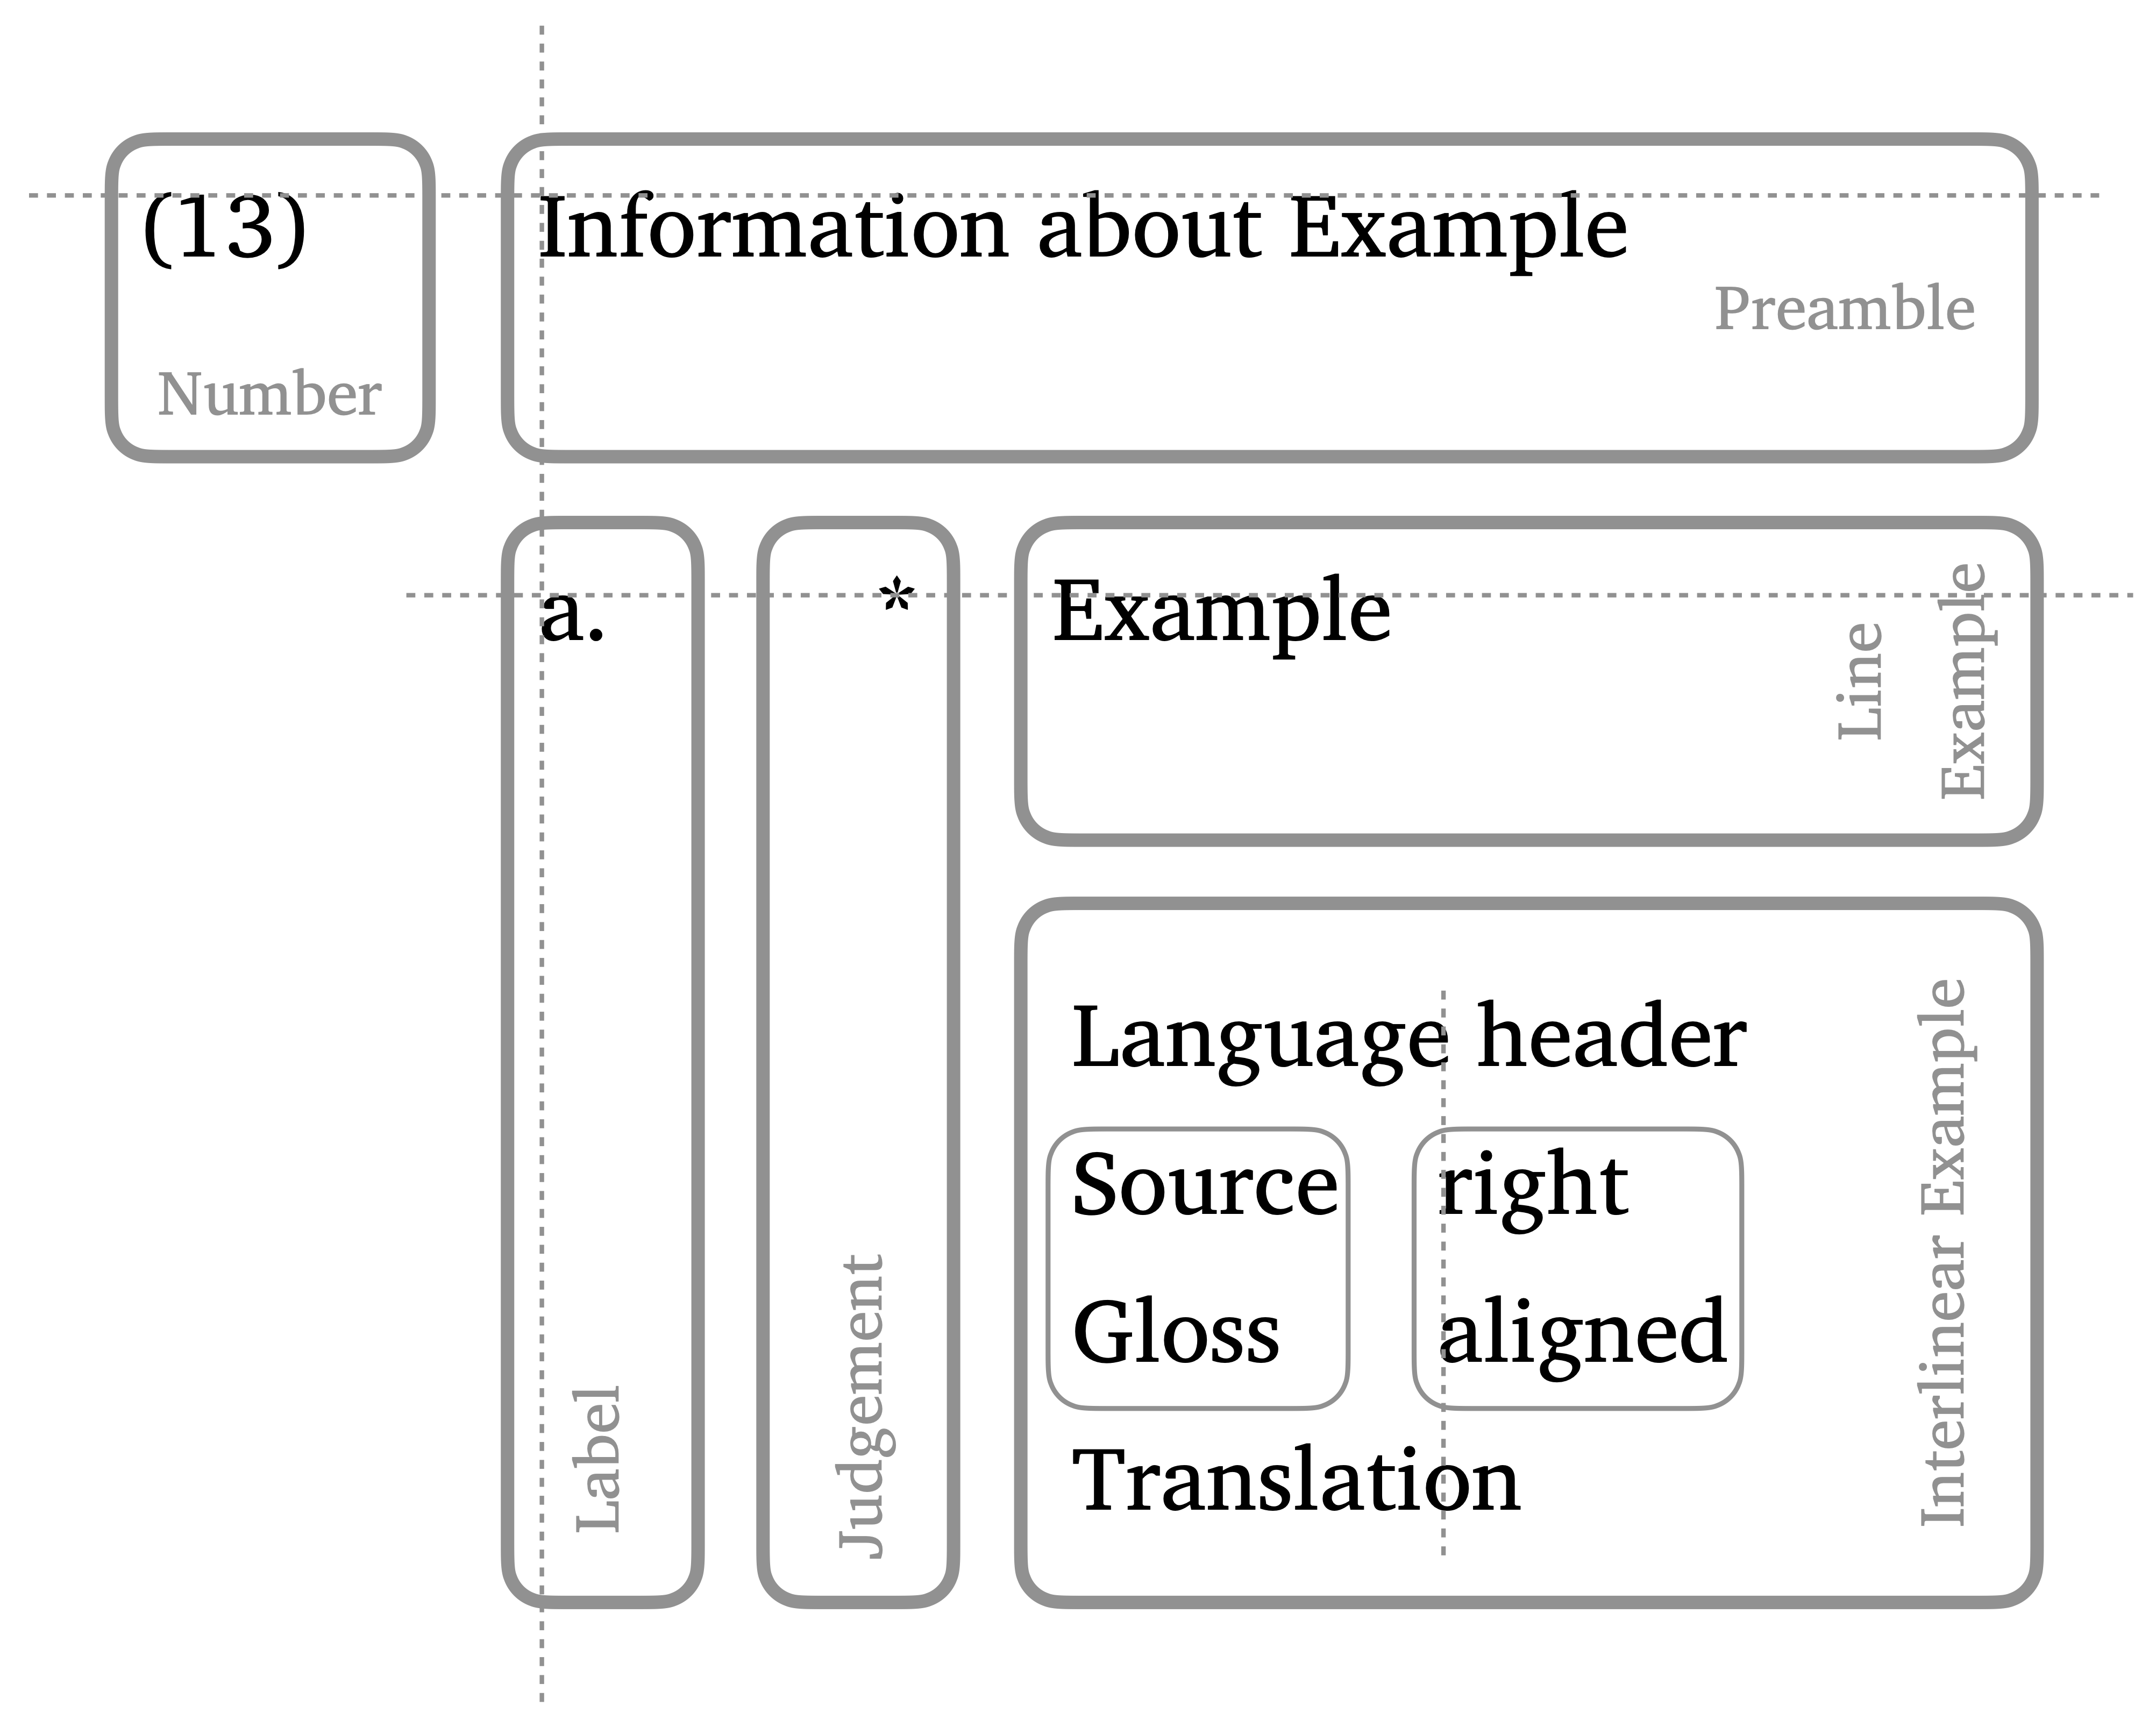 (13)
Number
Information about Example
Preamble
a.
Label
*
Judgement
Example
Line
Example
Language header
Source right
Gloss aligned
Translation
Interlinear Example